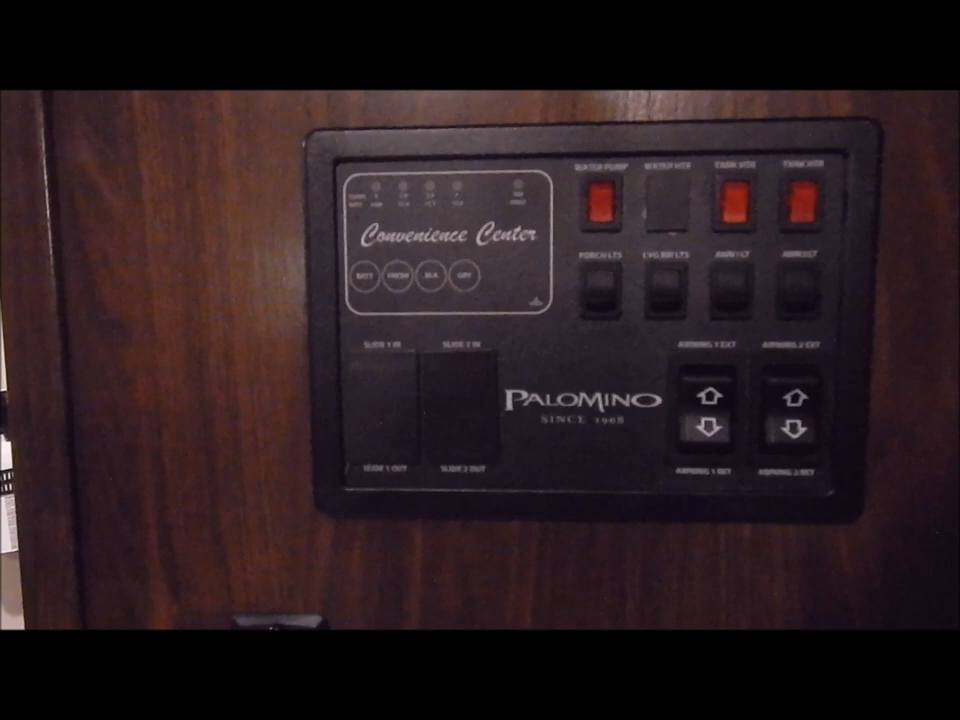 WATER PUMP WATER HTR TANK HTR TANK HTR
Convenience Center
BATT FRESH BLK GRY
PORCH LTS LVG RM LTS AWN LT AWN LT
SLIDE 1 IN SLIDE 2 IN
AWNING 1 EXT AWNING 2 EXT
PALOMINO
SINCE 1968
SLIDE 1 OUT SLIDE 2 OUT
AWNING 1 RET AWNING 2 RET